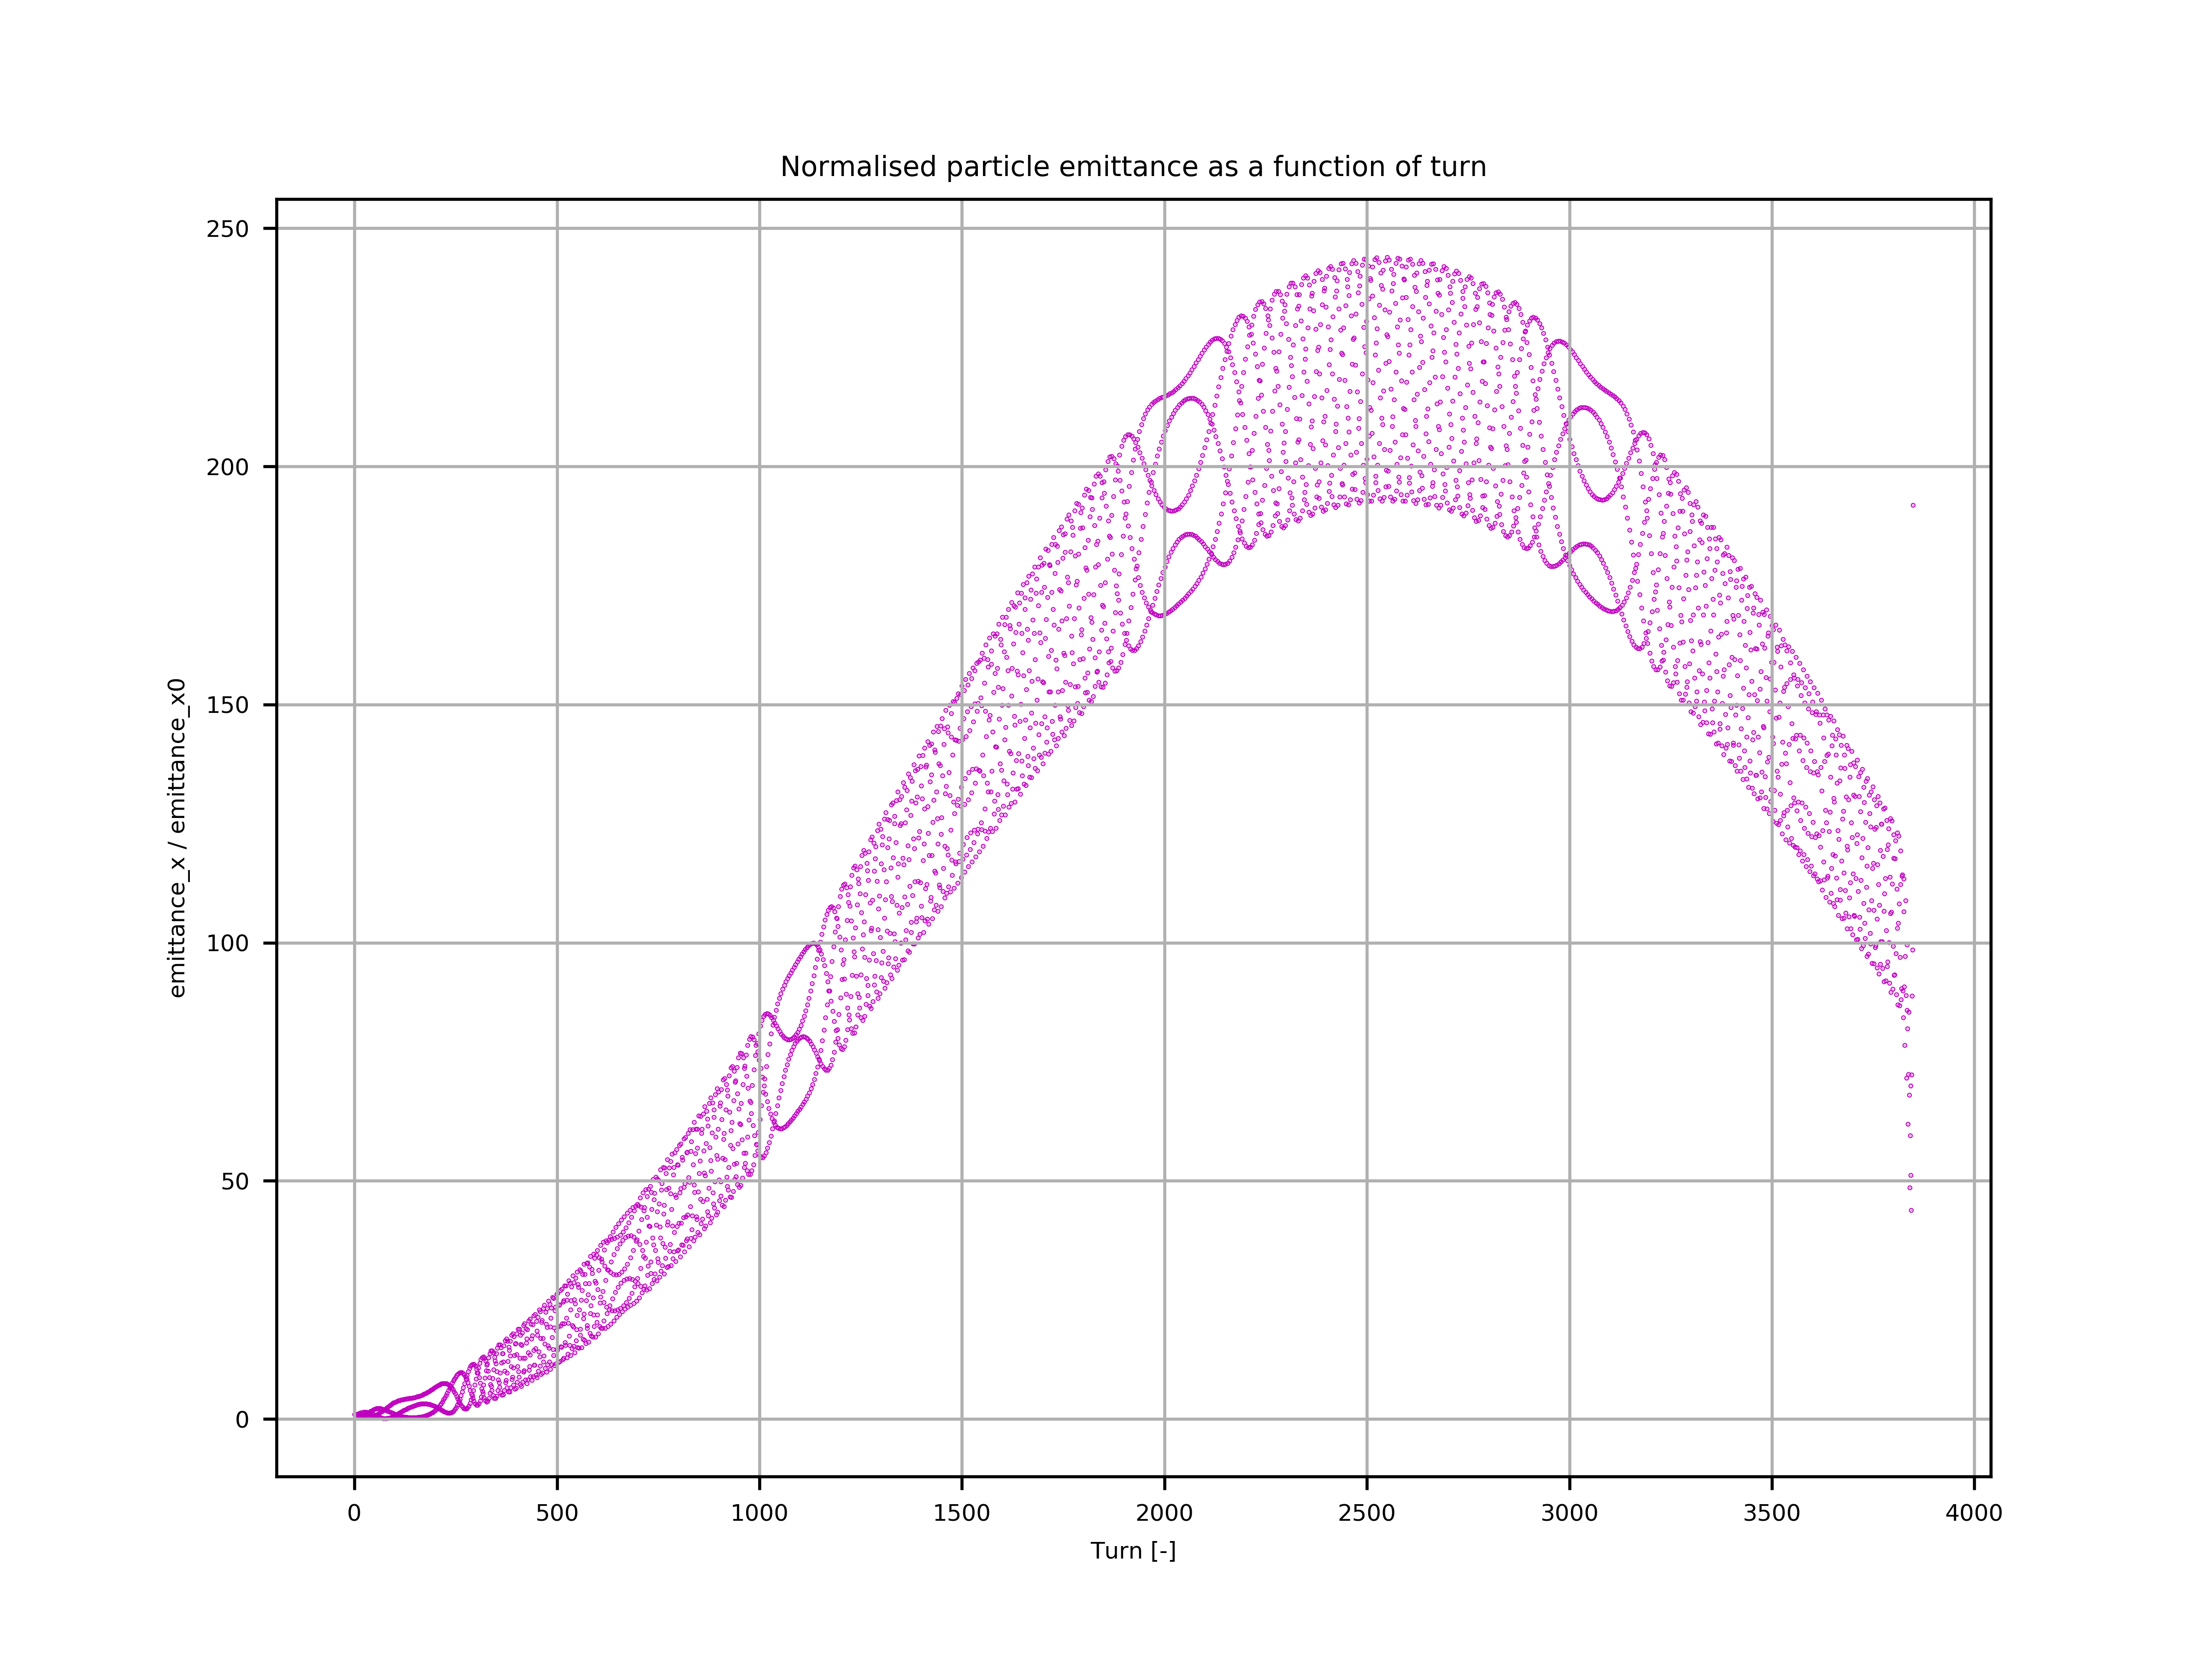 Normalised particle emittance as a function of turn
250
200
150
100
50
0
emittance_x / emittance_x0
0 500 1000 1500 2000 2500 3000 3500 4000
Turn [-]